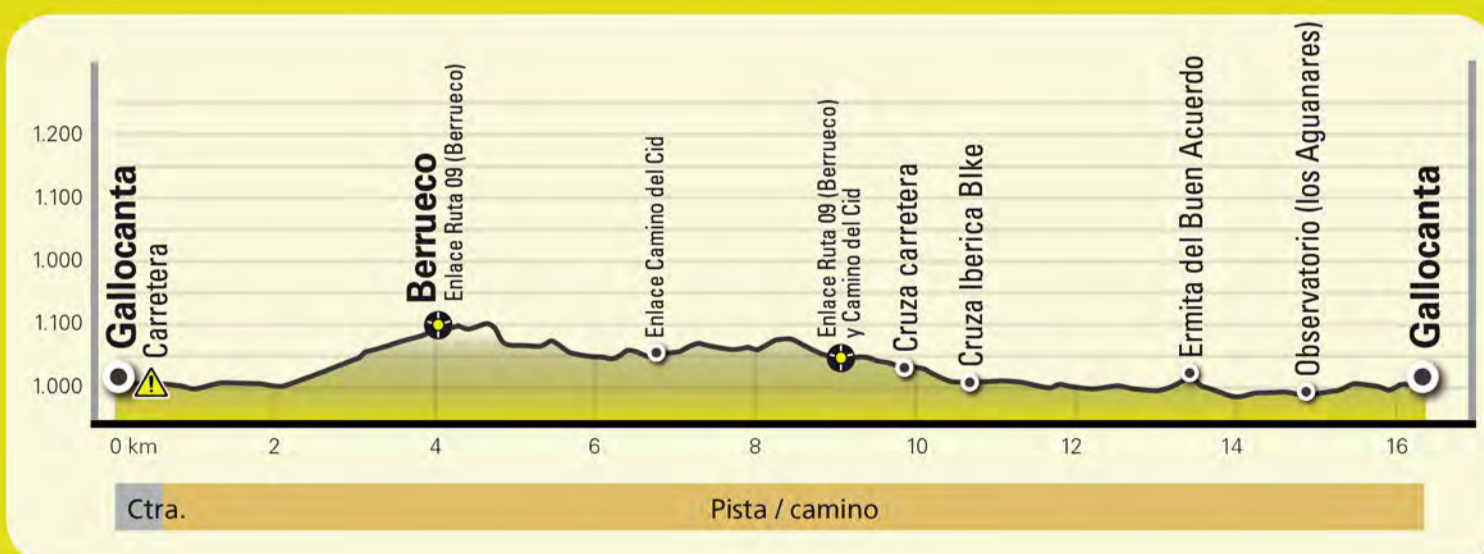 1.200
1.100
1.000
1.100
1.000
Gallocanta
Carretera
Berrueco
Enlace Ruta 09 (Berrueco)
Enlace Camino del Cid
Enlace Ruta 09 (Berrueco)
y Camino del Cid
Cruza carretera
Cruza Iberica BIke
Ermita del Buen Acuerdo
Observatorio (los Aguanares)
Gallocanta
!
0 km
2
4
6
8
10
12
14
16
Ctra.
Pista / camino